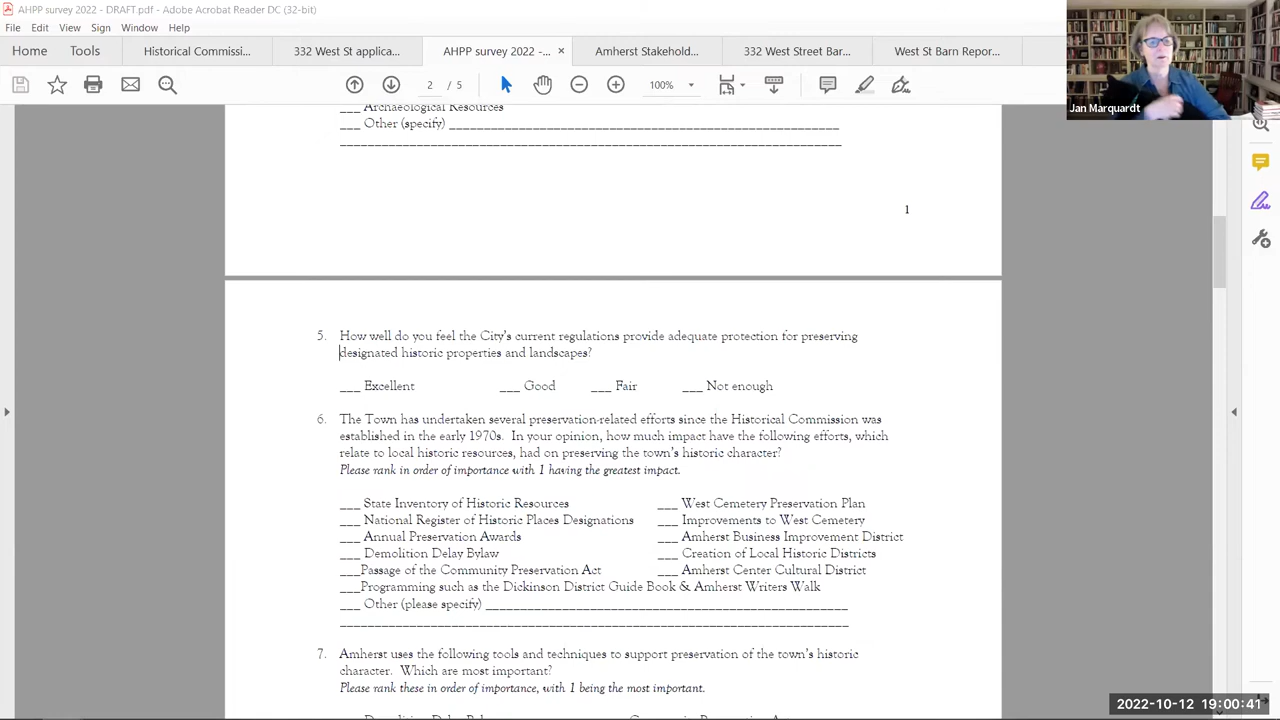 AHPP survey 2022 - DRAFT.pdf - Adobe Acrobat Reader DC (32-bit)
File Edit View Sign Window Help
Home Tools Historical Commissi... 332 West St applic... AHPP survey 2022 -... × Amherst Stakehold... 332 West Street Bar... West St Barn Repor...
2 / 5 100%
Jan Marquardt
___ Archaeological Resources
___ Other (specify) ______________________________________________________
______________________________________________________________________
1
5. How well do you feel the City's current regulations provide adequate protection for preserving
designated historic properties and landscapes?
___ Excellent ___ Good ___ Fair ___ Not enough
6. The Town has undertaken several preservation-related efforts since the Historical Commission was
established in the early 1970s. In your opinion, how much impact have the following efforts, which
relate to local historic resources, had on preserving the town's historic character?
Please rank in order of importance with 1 having the greatest impact.
___ State Inventory of Historic Resources ___ West Cemetery Preservation Plan
___ National Register of Historic Places Designations ___ Improvements to West Cemetery
___ Annual Preservation Awards ___ Amherst Business Improvement District
___ Demolition Delay Bylaw ___ Creation of Local Historic Districts
___Passage of the Community Preservation Act ___ Amherst Center Cultural District
___Programming such as the Dickinson District Guide Book & Amherst Writers Walk
___ Other (please specify) __________________________________________________
______________________________________________________________________
7. Amherst uses the following tools and techniques to support preservation of the town's historic
character. Which are most important?
Please rank these in order of importance, with 1 being the most important.
2022-10-12 19:00:41